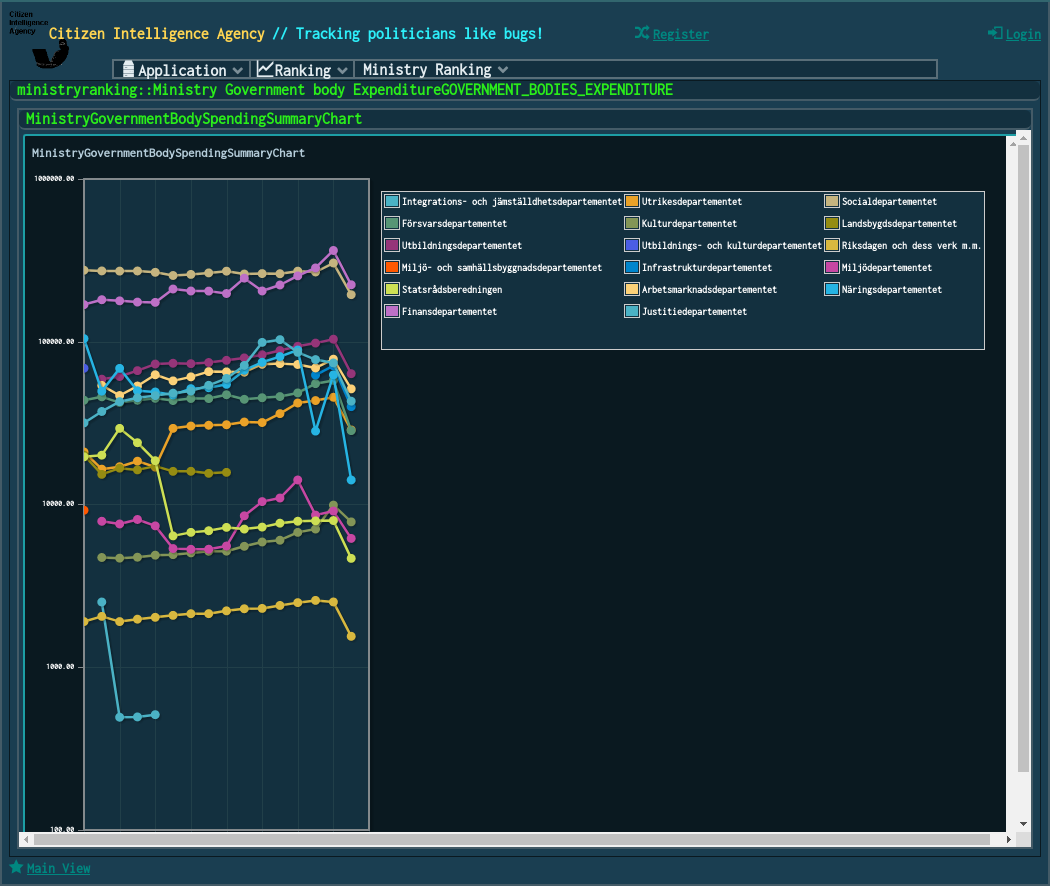 Citizen
Intelligence
Agency
Citizen Intelligence Agency // Tracking politicians like bugs!
Register
Login
Application
Ranking
Ministry Ranking
ministryranking::Ministry Government body ExpenditureGOVERNMENT_BODIES_EXPENDITURE
MinistryGovernmentBodySpendingSummaryChart
MinistryGovernmentBodySpendingSummaryChart
1000000.00
100000.00
10000.00
1000.00
100.00
Integrations- och jämställdhetsdepartementet Utrikesdepartementet Socialdepartementet
Försvarsdepartementet Kulturdepartementet Landsbygdsdepartementet
Utbildningsdepartementet Utbildnings- och kulturdepartementet Riksdagen och dess verk m.m.
Miljö- och samhällsbyggnadsdepartementet Infrastrukturdepartementet Miljödepartementet
Statsrådsberedningen Arbetsmarknadsdepartementet Näringsdepartementet
Finansdepartementet Justitiedepartementet
Main View